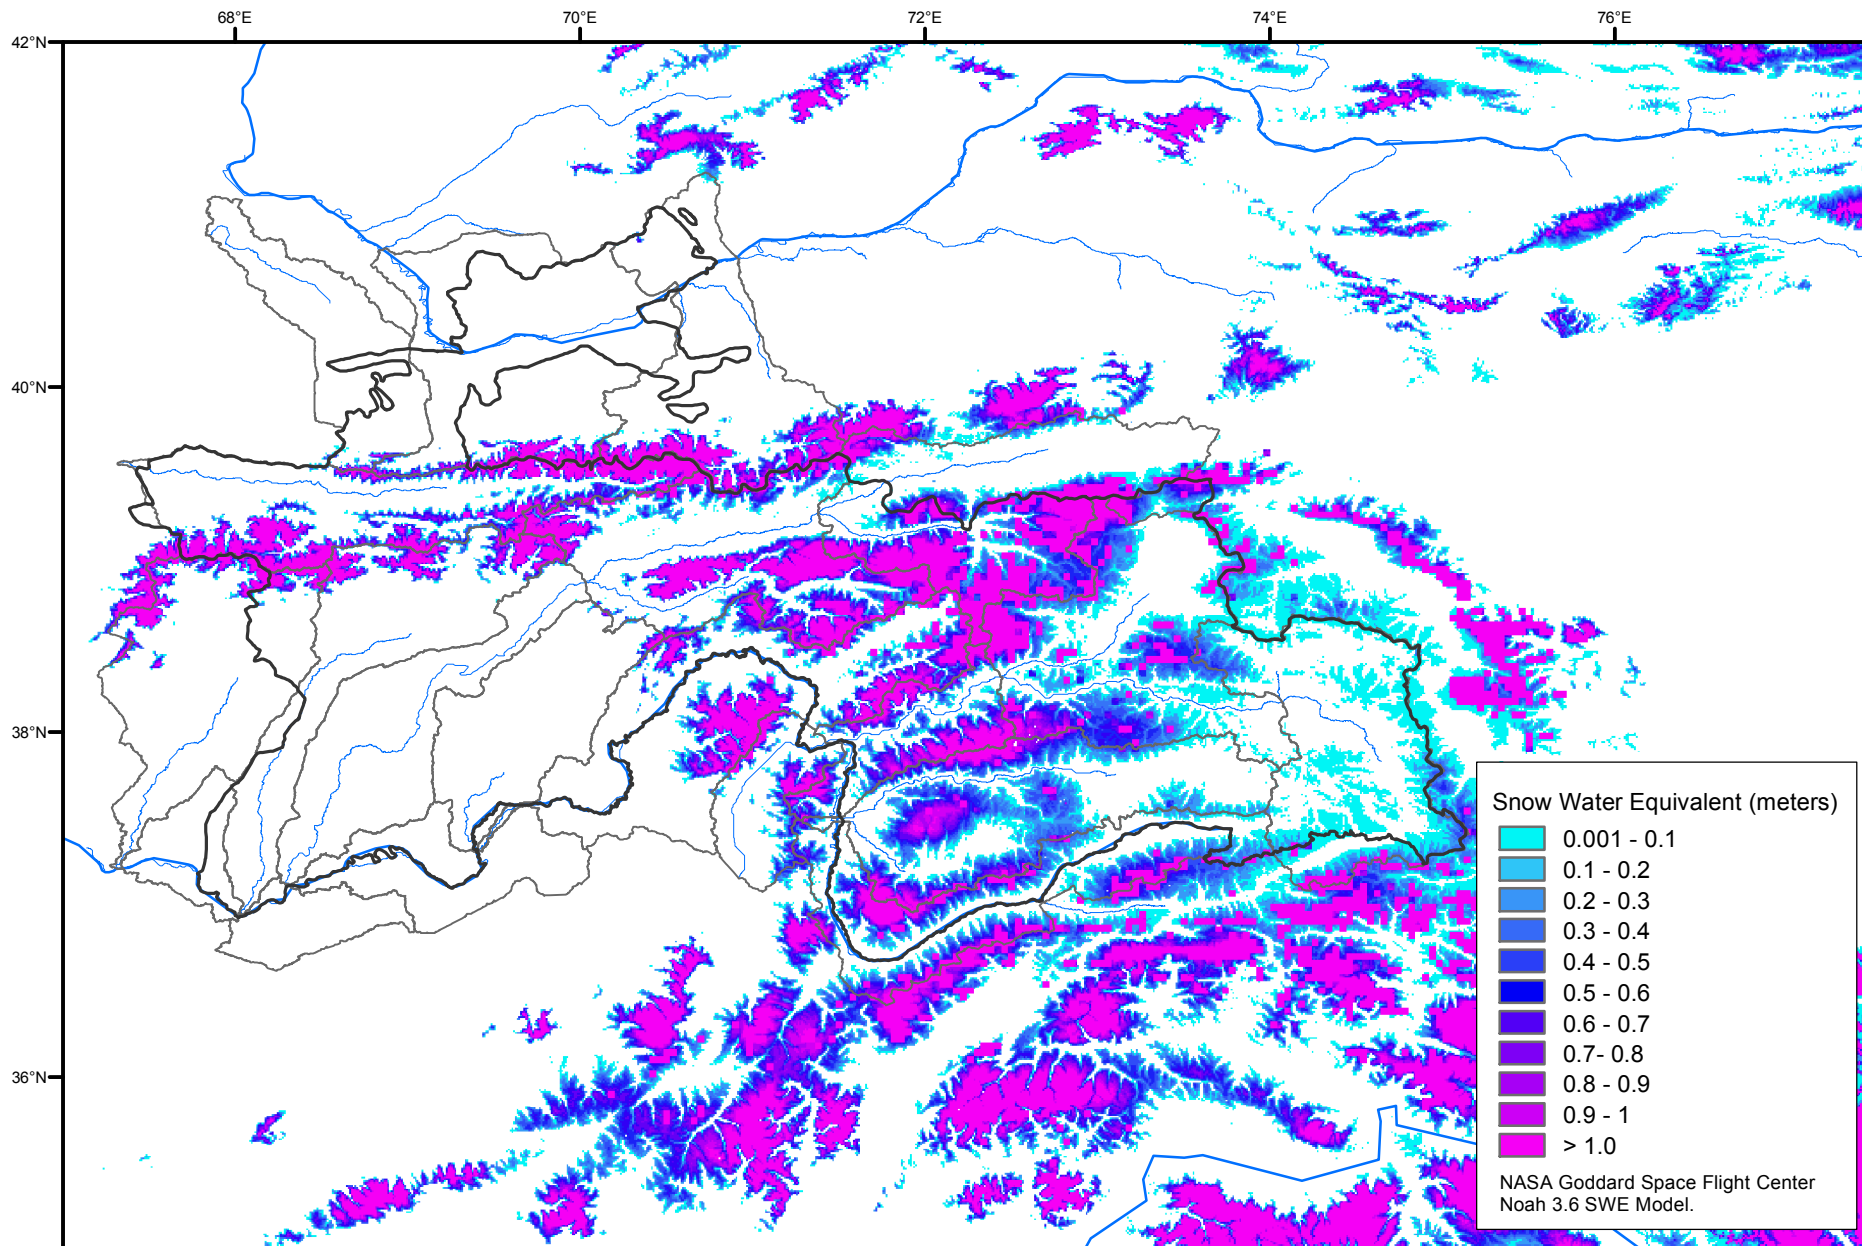 68°E 70°E 72°E 74°E 76°E
42°N
40°N
38°N
36°N
Snow Water Equivalent (meters)
0.001 - 0.1
0.1 - 0.2
0.2 - 0.3
0.3 - 0.4
0.4 - 0.5
0.5 - 0.6
0.6 - 0.7
0.7- 0.8
0.8 - 0.9
0.9 - 1
> 1.0
NASA Goddard Space Flight Center
Noah 3.6 SWE Model.